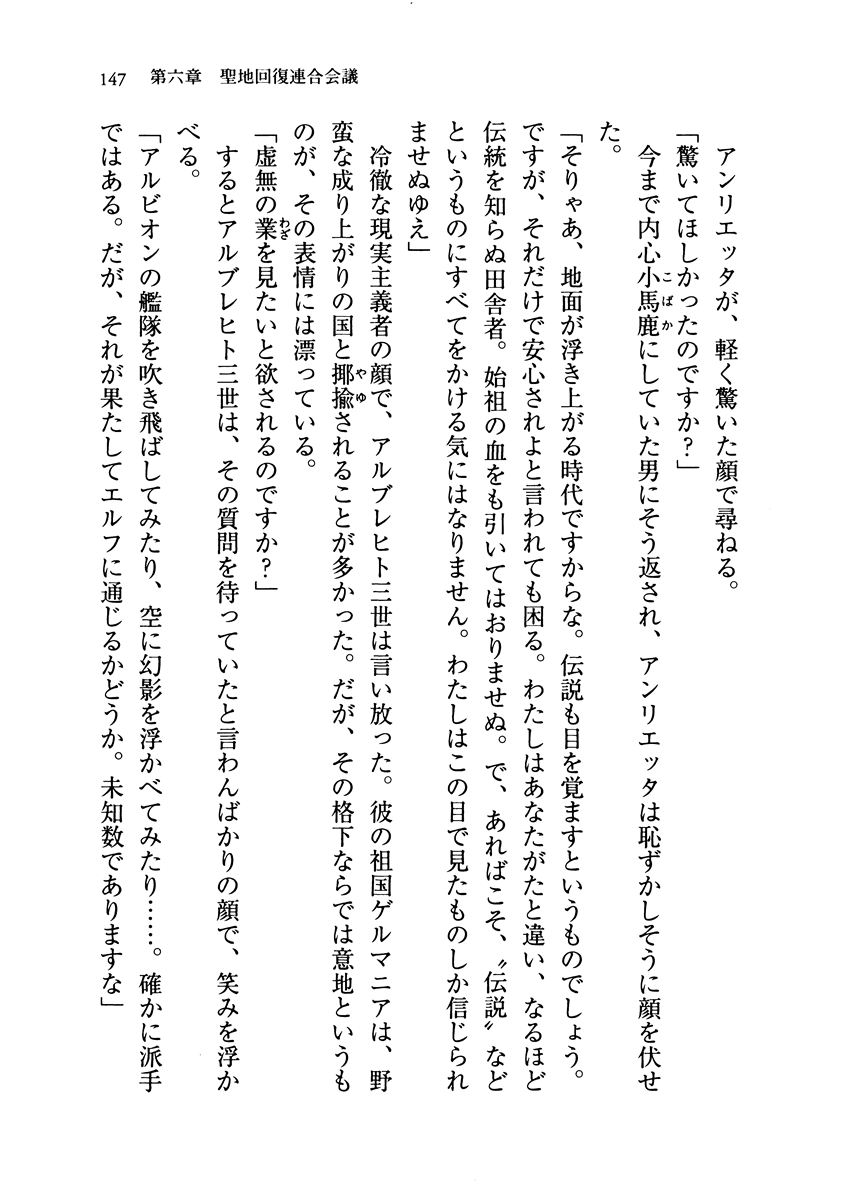 147　第六章　聖地回復連合会議
　アンリエッタが、軽く驚いた顔で尋ねる。
「驚いてほしかったのですか？」
　今まで内心小馬鹿にしていた男にそう返され、アンリエッタは恥ずかしそうに顔を伏せ
た。
「そりゃあ、地面が浮き上がる時代ですからな。伝説も目を覚ますというものでしょう。
ですが、それだけで安心されよと言われても困る。わたしはあなたがたと違い、なるほど
伝統を知らぬ田舎者。始祖の血をも引いてはおりませぬ。で、あればこそ、〝伝説〟など
というものにすべてをかける気にはなりません。わたしはこの目で見たものしか信じられ
ませぬゆえ」
　冷徹な現実主義者の顔で、アルブレヒト三世は言い放った。彼の祖国ゲルマニアは、野
蛮な成り上がりの国と揶揄されることが多かった。だが、その格下ならでは意地というも
のが、その表情には漂っている。
「虚無の業を見たいと欲されるのですか？」
　するとアルブレヒト三世は、その質問を待っていたと言わんばかりの顔で、笑みを浮か
べる。
「アルビオンの艦隊を吹き飛ばしてみたり、空に幻影を浮かべてみたり……。確かに派手
ではある。だが、それが果たしてエルフに通じるかどうか。未知数でありますな」